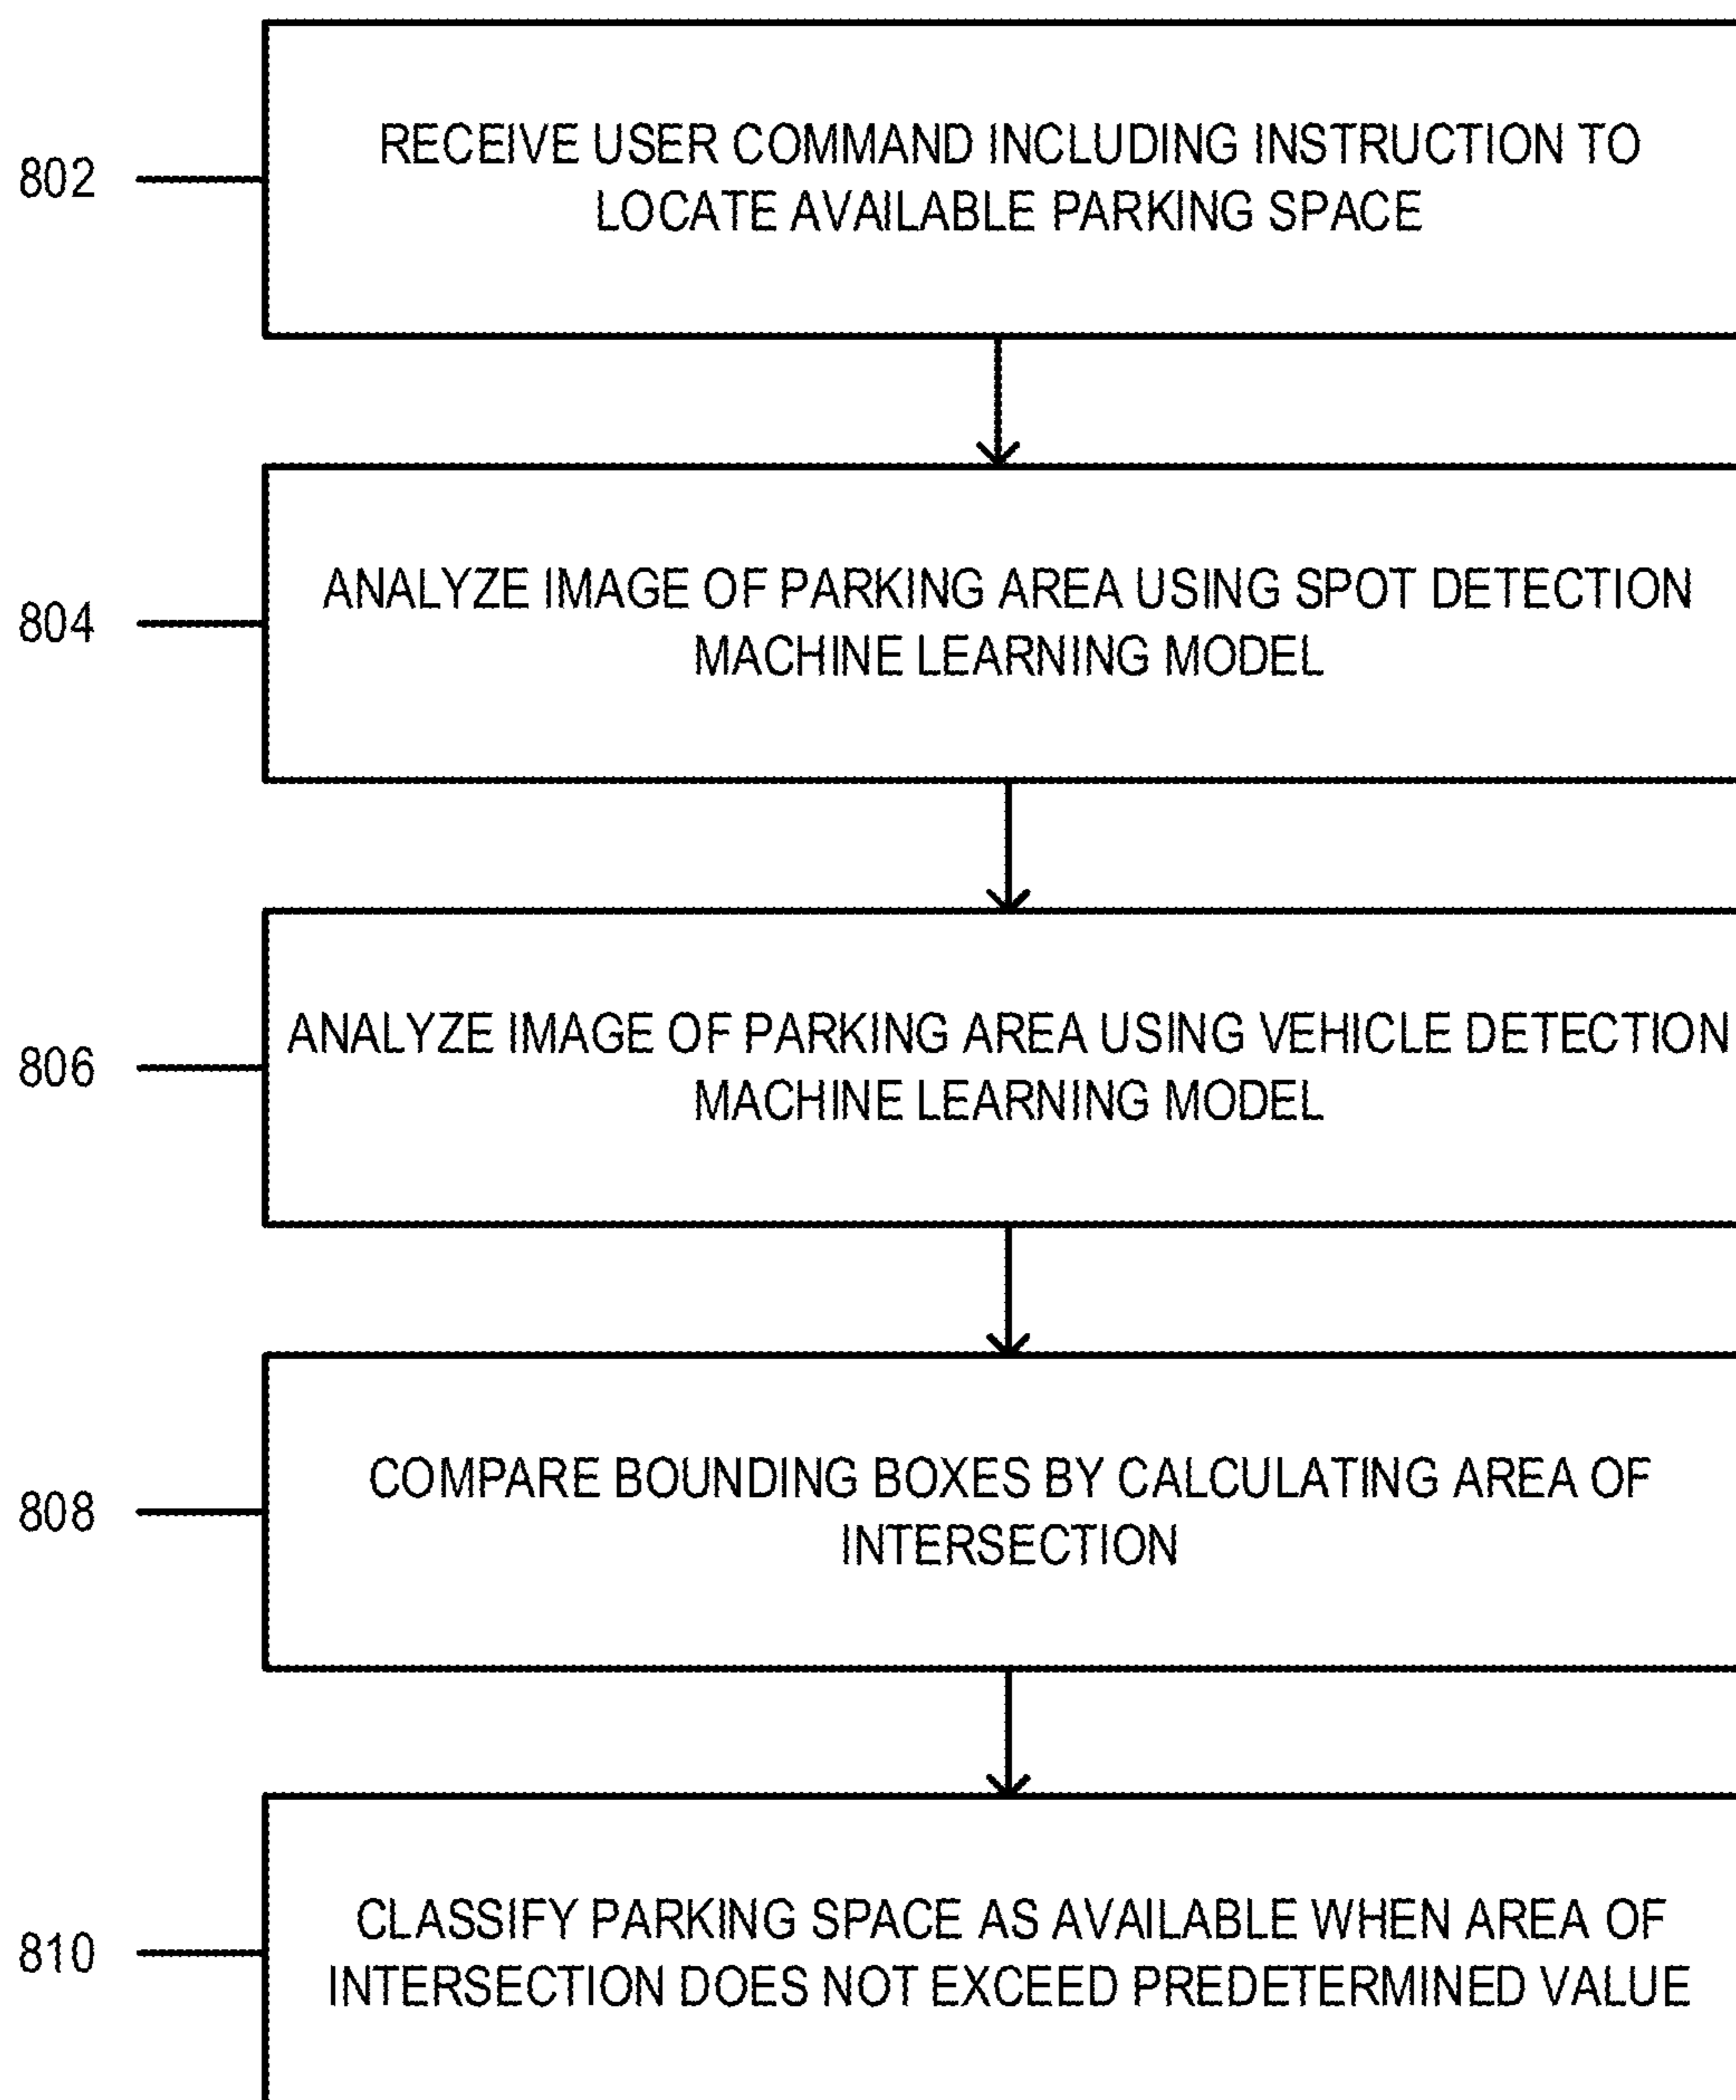 802
RECEIVE USER COMMAND INCLUDING INSTRUCTION TO
LOCATE AVAILABLE PARKING SPACE
804
ANALYZE IMAGE OF PARKING AREA USING SPOT DETECTION
MACHINE LEARNING MODEL
806
ANALYZE IMAGE OF PARKING AREA USING VEHICLE DETECTION
MACHINE LEARNING MODEL
808
COMPARE BOUNDING BOXES BY CALCULATING AREA OF
INTERSECTION
810
CLASSIFY PARKING SPACE AS AVAILABLE WHEN AREA OF
INTERSECTION DOES NOT EXCEED PREDETERMINED VALUE